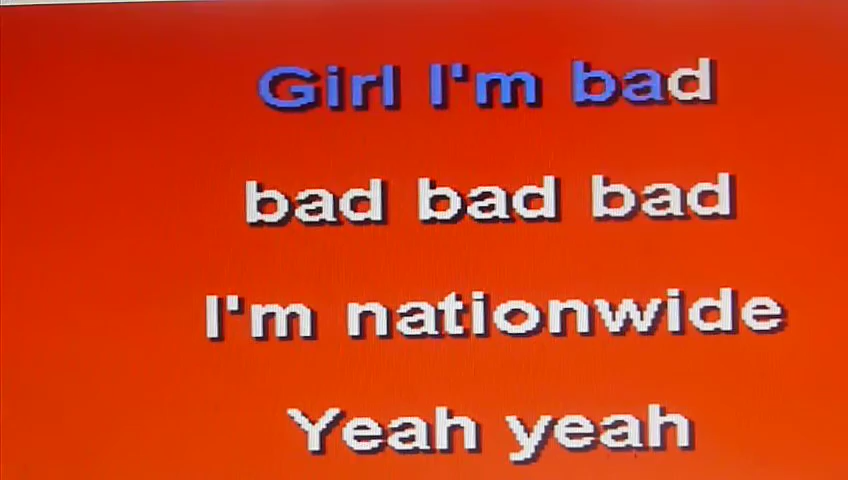 Girl I'm bad
bad bad bad
I'm nationwide
Yeah yeah